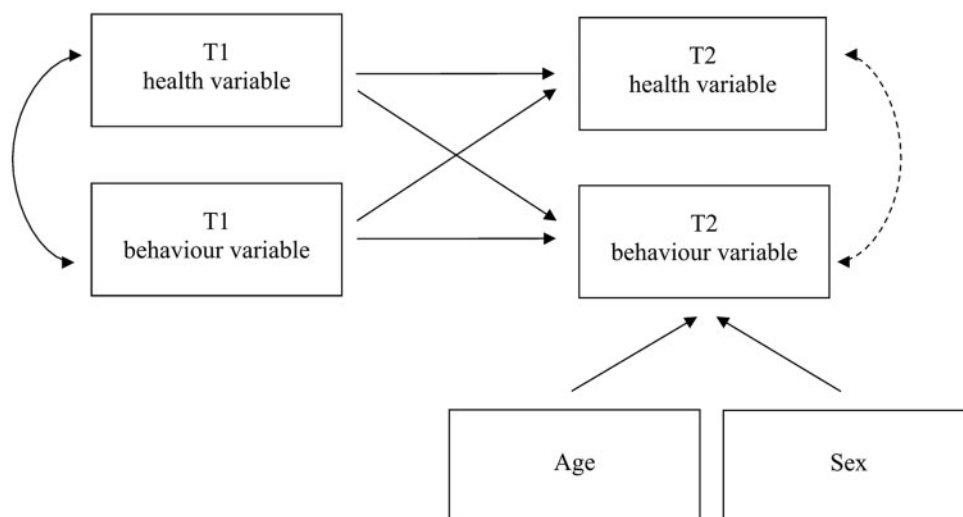 T1
health variable
T2
health variable
T1
behaviour variable
T2
behaviour variable
Age
Sex